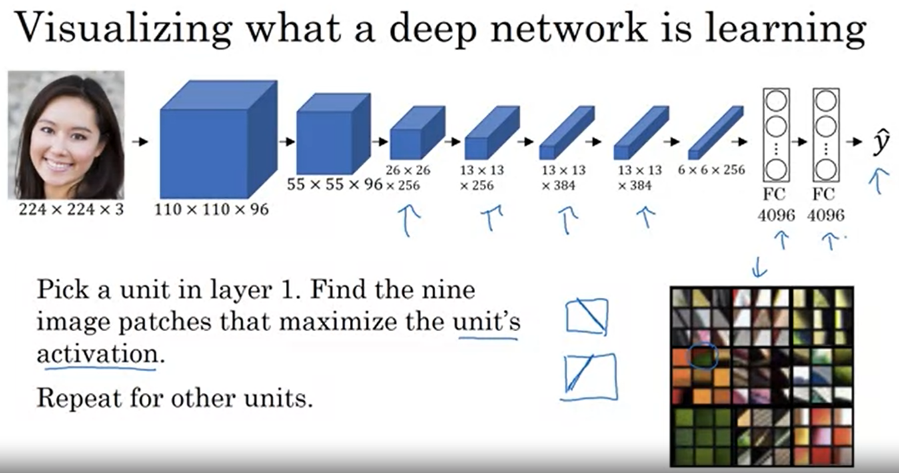 Visualizing what a deep network is learning
224 × 224 × 3
110 × 110 × 96
55 × 55 × 96
26 × 26
× 256
13 × 13
× 256
13 × 13
× 384
13 × 13
× 384
6 × 6 × 256
FC
4096
FC
4096
ŷ
Pick a unit in layer 1. Find the nine
image patches that maximize the unit's
activation.
Repeat for other units.